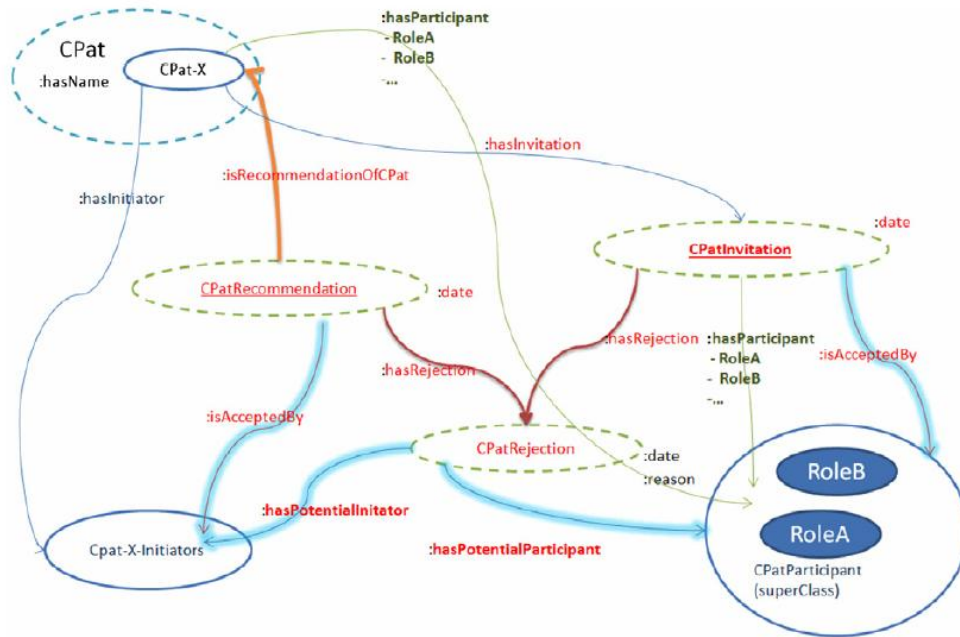 :hasParticipant
- RoleA
- RoleB
-...
CPat
CPat-X
:hasName
:hasInvitation
:isRecommendationOfCPat
:hasInitiator
:date
CPatInvitation
CPatRecommendation
:date
:hasParticipant
- RoleA
- RoleB
-...
:hasRejection
:isAcceptedBy
:hasRejection
:isAcceptedBy
CPatRejection
:date
:reason
RoleB
:hasPotentialInitator
RoleA
Cpat-X-Initiators
:hasPotentialParticipant
CPatParticipant
(superClass)